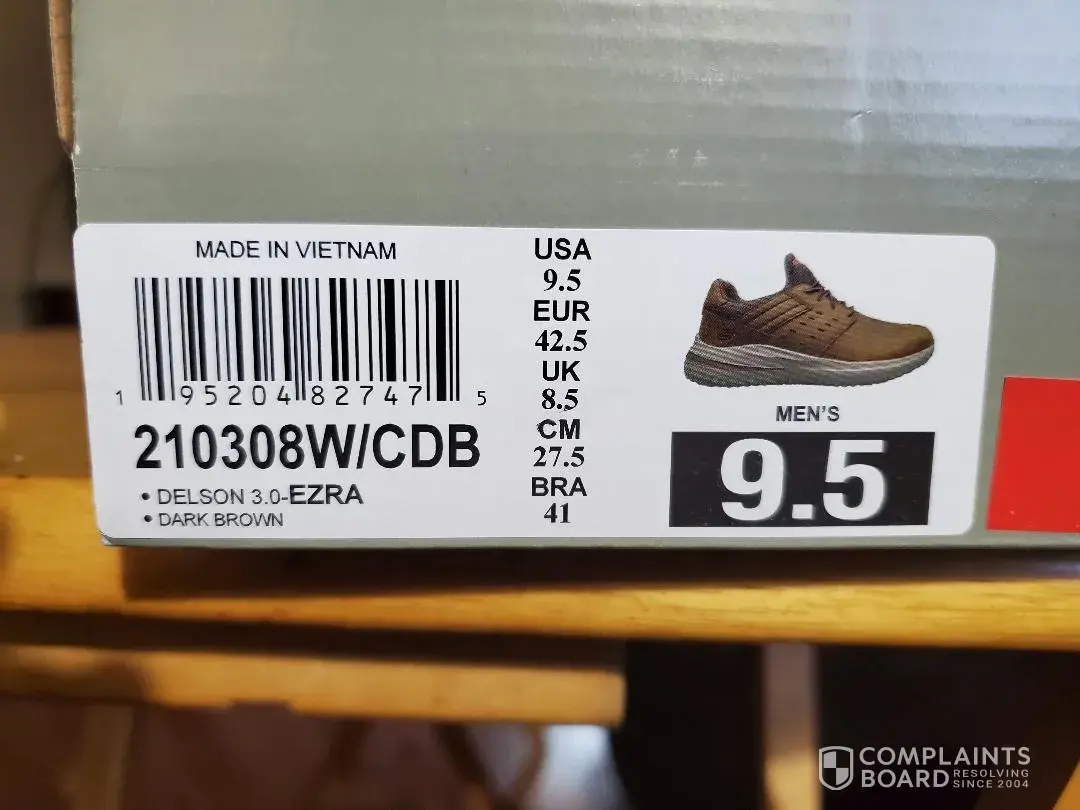 MADE IN VIETNAM
1 95204 82747 5
210308W/CDB
• DELSON 3.0-EZRA
• DARK BROWN
USA
9.5
EUR
42.5
UK
8.5
CM
27.5
BRA
41
MEN'S
9.5
COMPLAINTS
BOARD RESOLVING
SINCE 2004